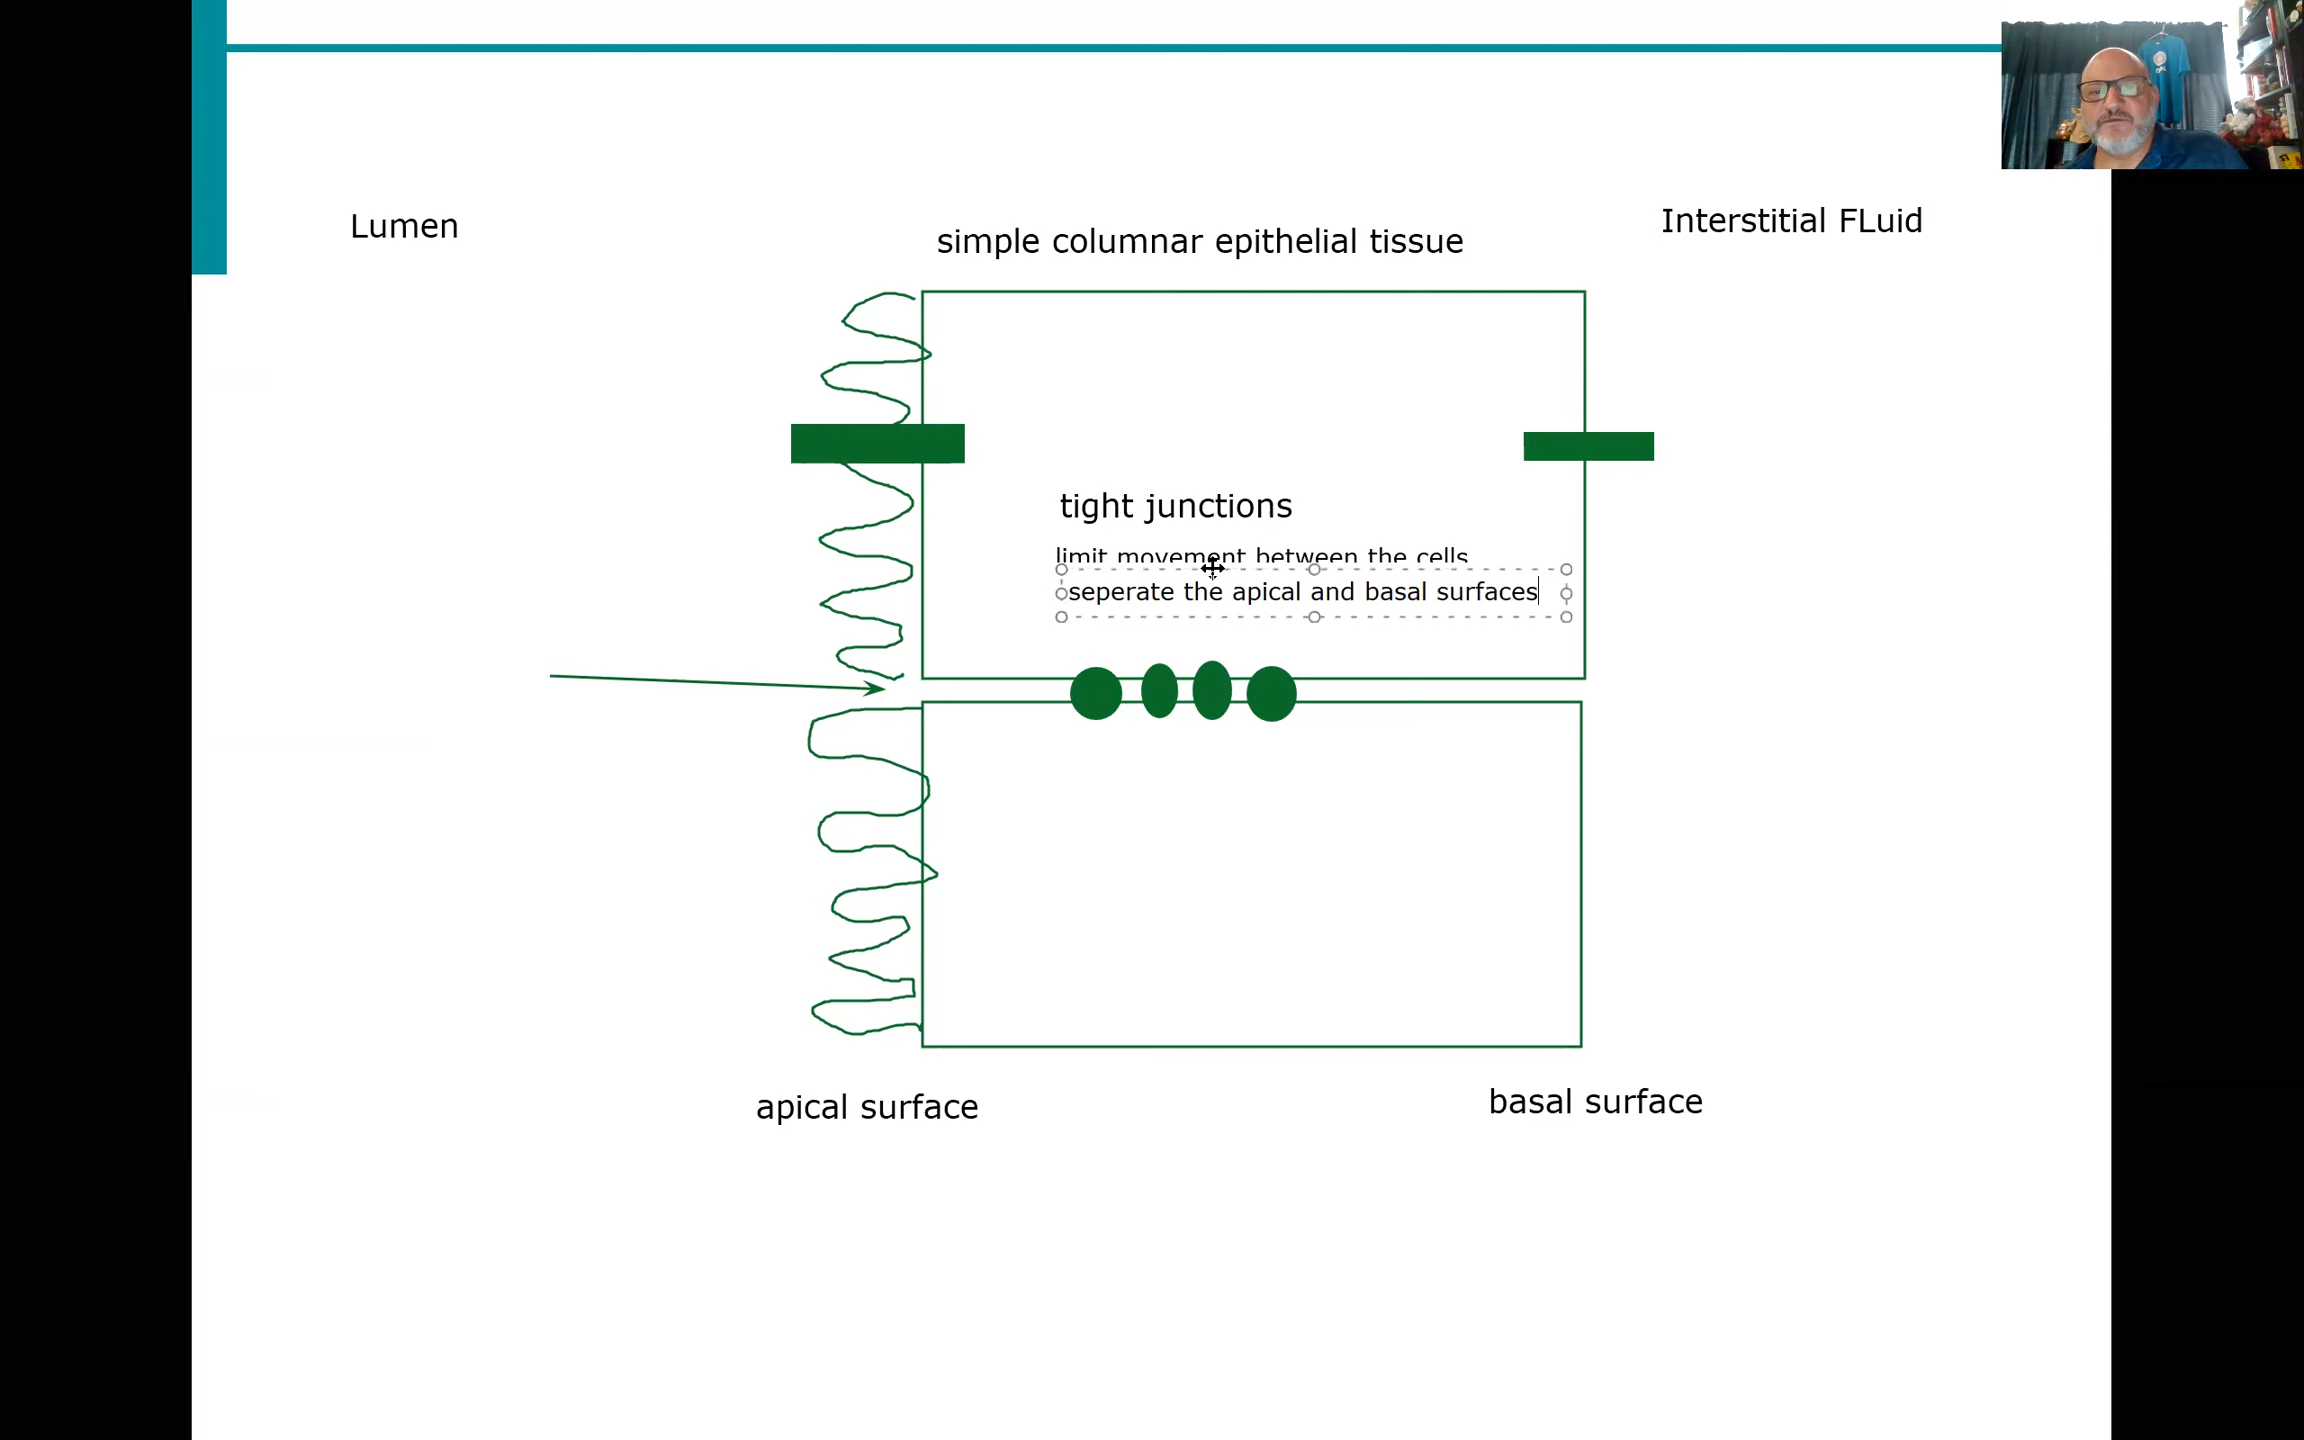 Lumen
simple columnar epithelial tissue
Interstitial FLuid
tight junctions
limit movement between the cells
seperate the apical and basal surfaces
apical surface
basal surface